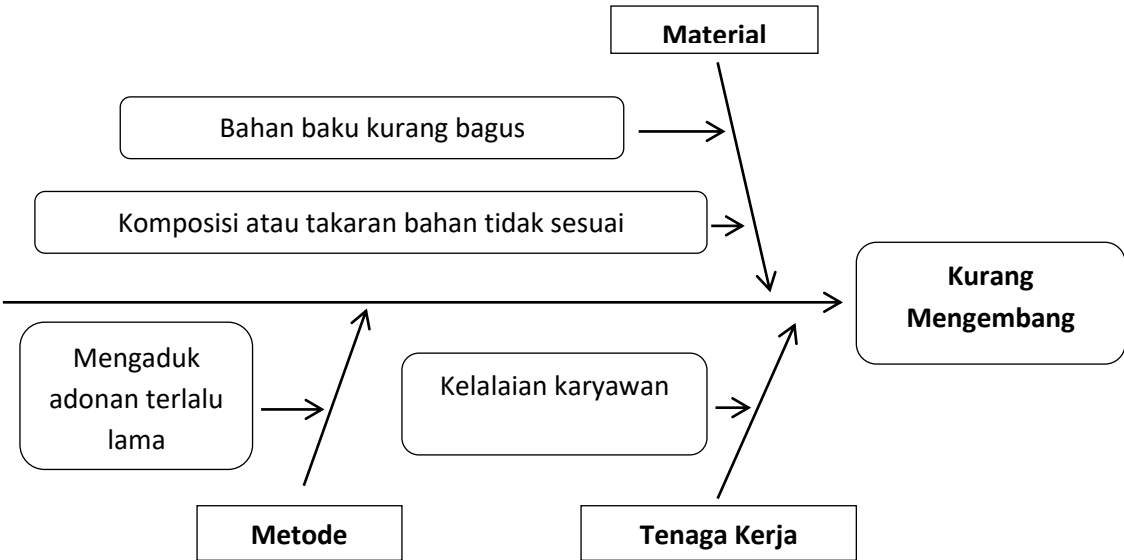 Material
Bahan baku kurang bagus
Komposisi atau takaran bahan tidak sesuai
Kurang
Mengembang
Mengaduk
adonan terlalu
lama
Kelalaian karyawan
Metode
Tenaga Kerja